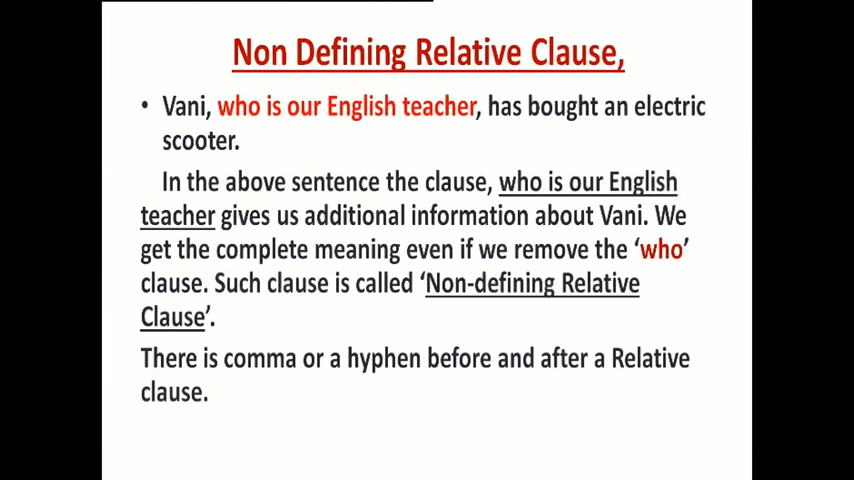 Non Defining Relative Clause,
• Vani, who is our English teacher, has bought an electric
scooter.
In the above sentence the clause, who is our English
teacher gives us additional information about Vani. We
get the complete meaning even if we remove the ‘who’
clause. Such clause is called ‘Non-defining Relative
Clause’.
There is comma or a hyphen before and after a Relative
clause.